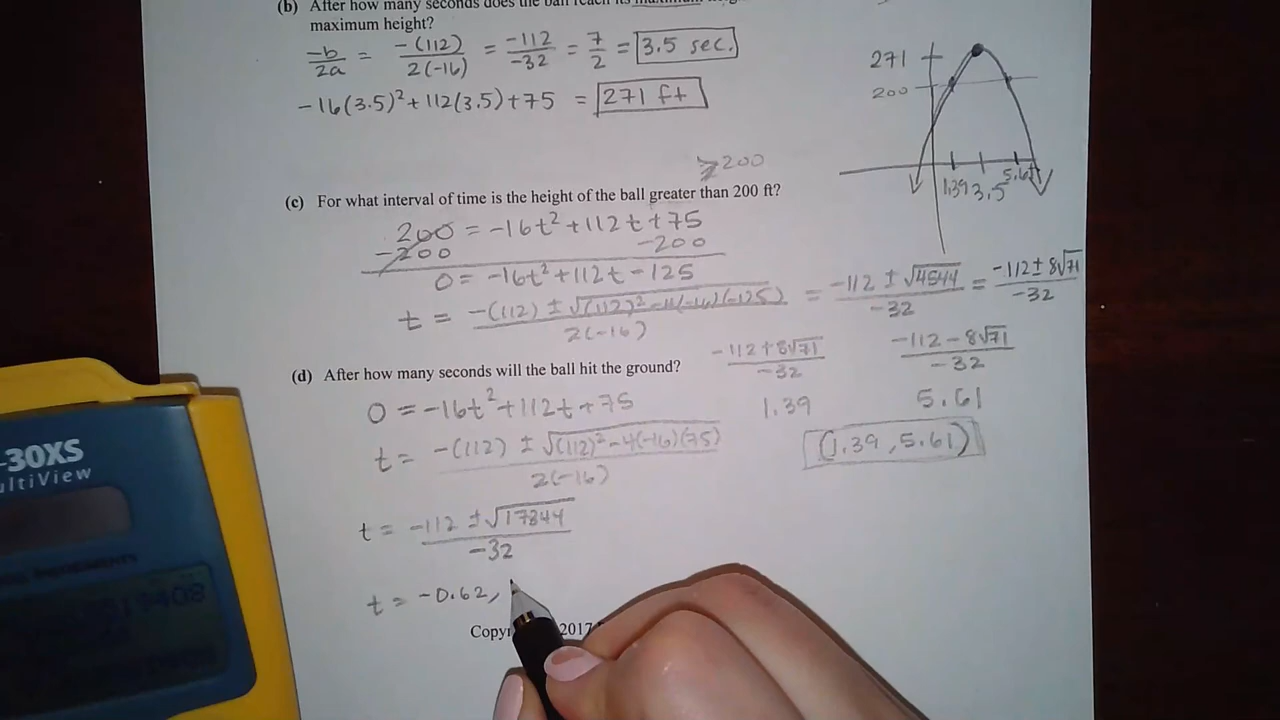 (b) After how many seconds does the ball reach its maximum
maximum height?
-b/2a = -(112)/2(-16) = -112/-32 = 7/2 = 3.5 sec.
-16(3.5)² + 112(3.5) + 75 = 271 ft
271
200
1.39 3.5 5.61
≥200
(c) For what interval of time is the height of the ball greater than 200 ft?
200 = -16t² + 112t + 75
-200 -200
0 = -16t² + 112t - 125
t = -(112) ± √(112)² - 4(-16)(-125) / 2(-16) = -112 ± √4544 / -32 = -112 ± 8√71 / -32
-112 + 8√71 / -32 -112 - 8√71 / -32
1.39 5.61
(1.39, 5.61)
(d) After how many seconds will the ball hit the ground?
0 = -16t² + 112t + 75
t = -(112) ± √(112)² - 4(-16)(75) / 2(-16)
t = -112 ± √17344 / -32
t = -0.62,
2017
-30XS
ultiView